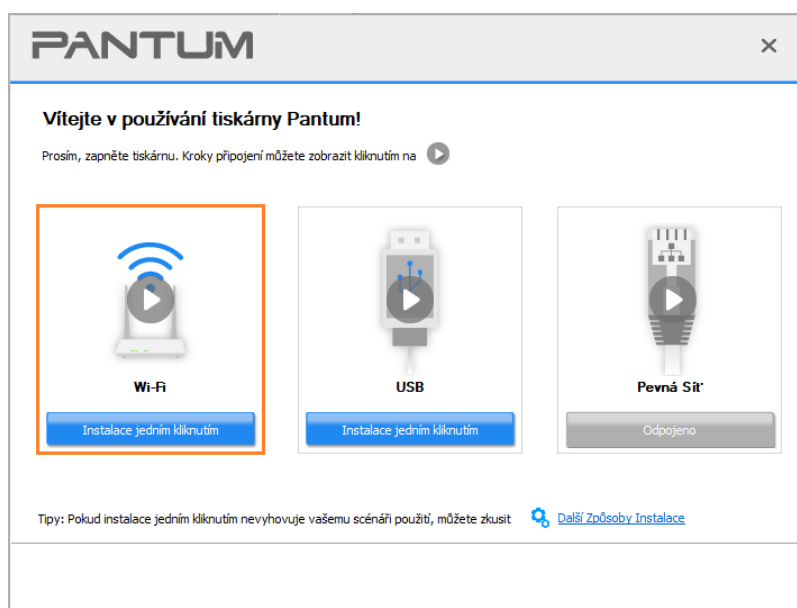 PANTUM
Vítejte v používání tiskárny Pantum!
Prosím, zapněte tiskárnu. Kroky připojení můžete zobrazit kliknutím na
Wi-Fi
Instalace jedním kliknutím
USB
Instalace jedním kliknutím
Pevná Síť
Odpojeno
Tipy: Pokud instalace jedním kliknutím nevyhovuje vašemu scénáři použití, můžete zkusit Další Způsoby Instalace